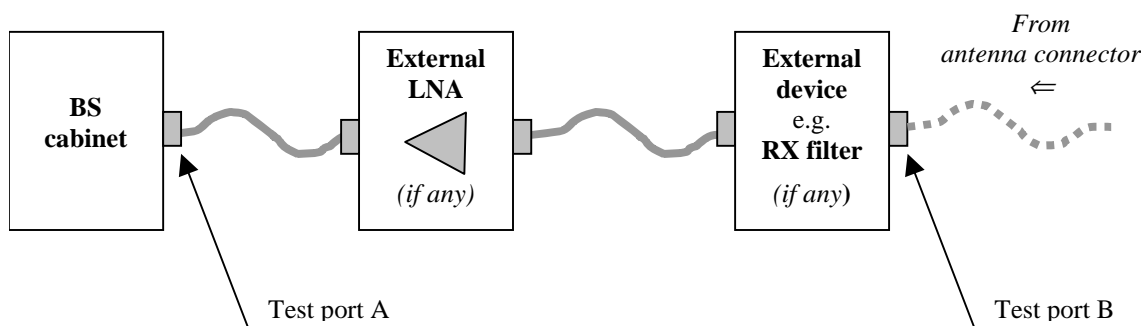 BS
cabinet
External
LNA
(if any)
External
device
e.g.
RX filter
(if any)
From
antenna connector
⇐
Test port A
Test port B